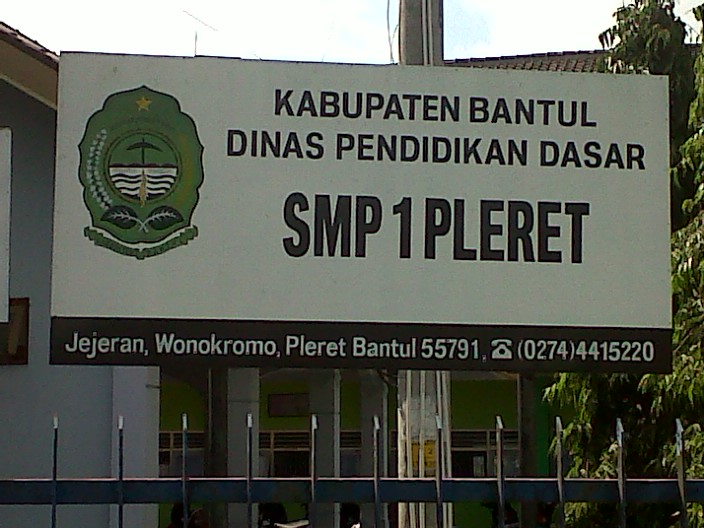 KABUPATEN BANTUL
DINAS PENDIDIKAN DASAR
SMP 1 PLERET
Jejeran, Wonokromo, Pleret Bantul 55791, ☎ (0274)4415220